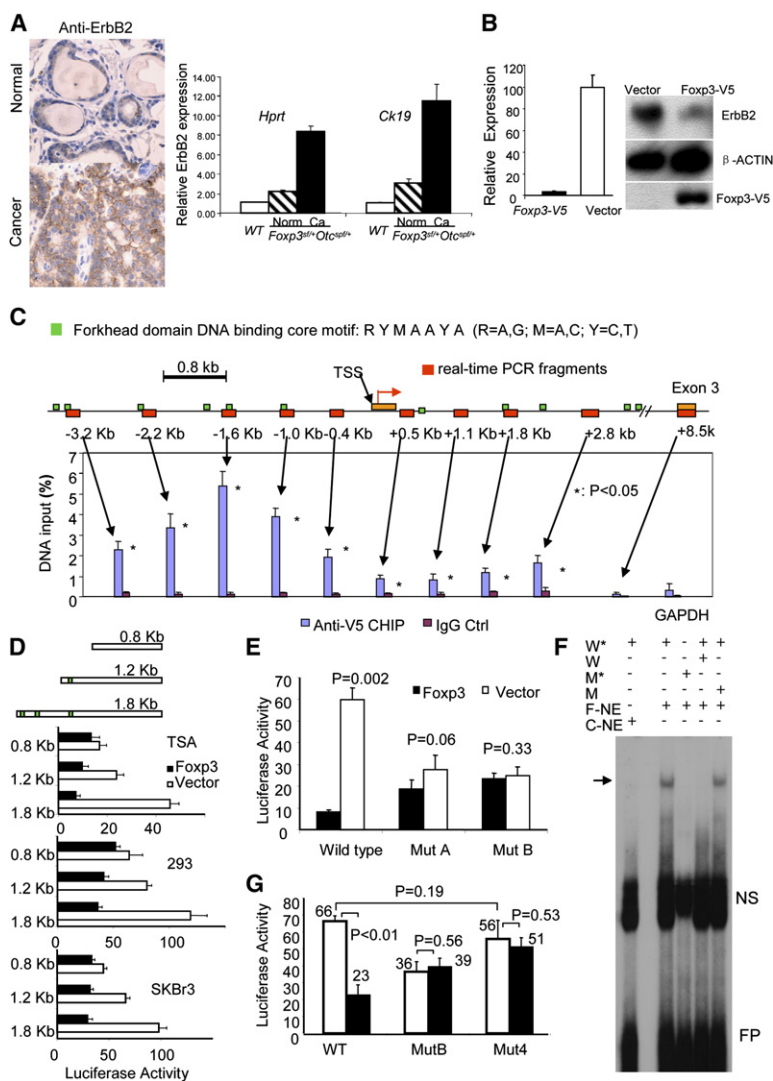 A
Anti-ErbB2
Normal
Cancer
Relative ErbB2 expression
14.00
12.00
10.00
8.00
6.00
4.00
2.00
0.00
Hprt
Ck19
WT
Norm Ca
Foxp3sf/+Otcspf/+
WT
Norm Ca
Foxp3sf/+Otcspf/+
B
Relative Expression
120
100
80
60
40
20
0
Foxp3-V5
Vector
Vector Foxp3-V5
ErbB2
β-ACTIN
Foxp3-V5
C
Forkhead domain DNA binding core motif: R Y M A A Y A (R=A,G; M=A,C; Y=C,T)
0.8 kb
TSS
real-time PCR fragments
Exon 3
-3.2 Kb -2.2 Kb -1.6 Kb -1.0 Kb -0.4 Kb +0.5 Kb +1.1 Kb +1.8 Kb +2.8 kb +8.5k
DNA input (%)
7
6
5
4
3
2
1
0
*: P<0.05
* * * * * * * * *
Anti-V5 CHIP
IgG Ctrl
GAPDH
D
0.8 Kb
1.2 Kb
1.8 Kb
TSA
Foxp3
Vector
0.8 Kb
1.2 Kb
1.8 Kb
0 20 40
293
0.8 Kb
1.2 Kb
1.8 Kb
0 50 100
SKBr3
0.8 Kb
1.2 Kb
1.8 Kb
0 50 100
Luciferase Activity
E
Luciferase Acitivity
70
60
50
40
30
20
10
0
P=0.002
Foxp3
Vector
P=0.06
P=0.33
Wild type
Mut A
Mut B
G
Luciferase Activity
80
70
60
50
40
30
20
10
0
P=0.19
66
P<0.01
23
36
P=0.56
39
56
P=0.53
51
WT
MutB
Mut4
F
W* + + - + +
W - - - + -
M* - - + - -
M - - - - +
F-NE - + + + +
C-NE + - - - -
NS
FP